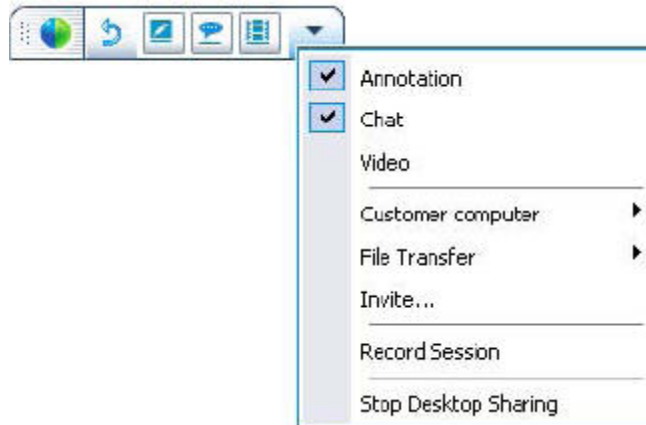 Annotation
Chat
Video
Customer computer
File Transfer
Invite...
Record Session
Stop Desktop Sharing